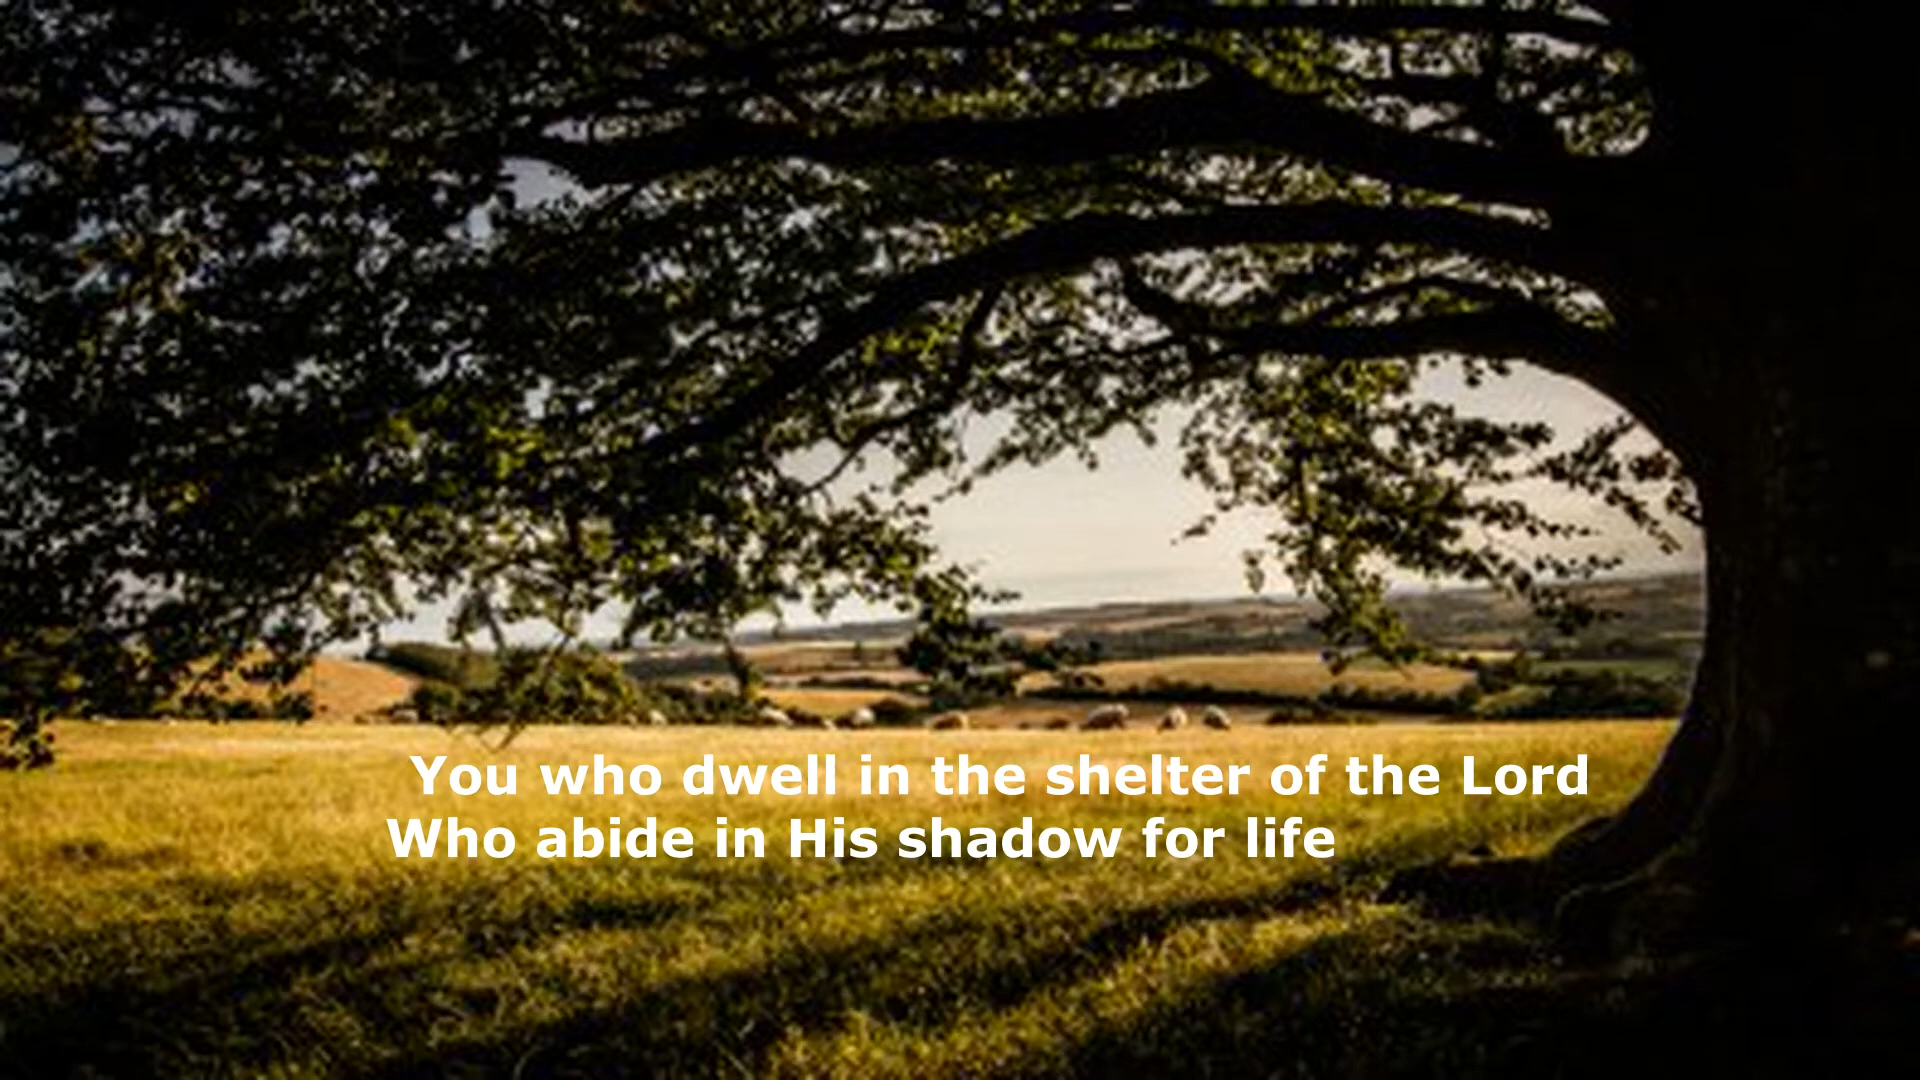 You who dwell in the shelter of the Lord
Who abide in His shadow for life